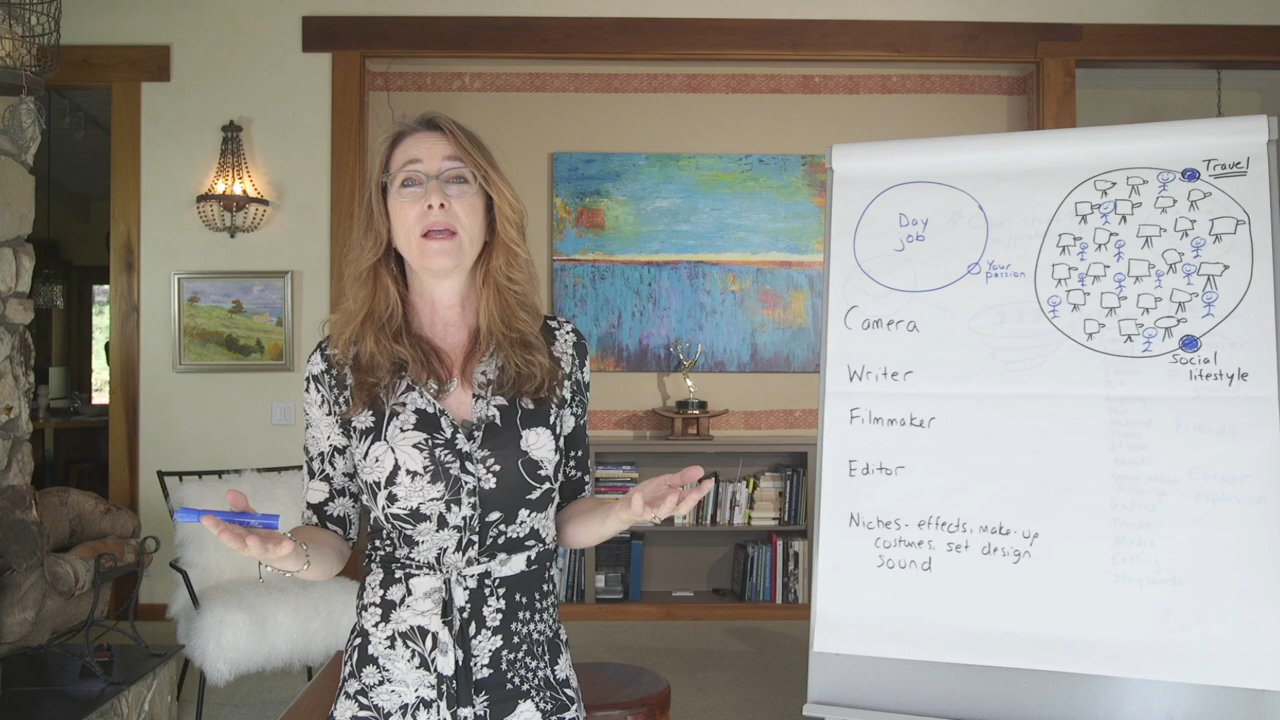 Travel
Day
job
Your
passion
Camera
Social
lifestyle
Writer
Filmmaker
Editor
Niches - effects, make-up
costumes, set design
sound